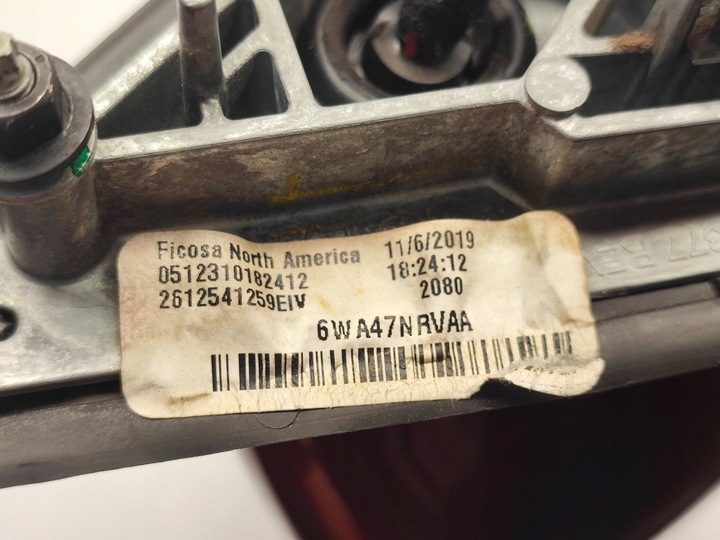 Ficosa North America 11/6/2019
0512310182412 18:24:12
2612541259EIV 2080
6WA47NRVAA